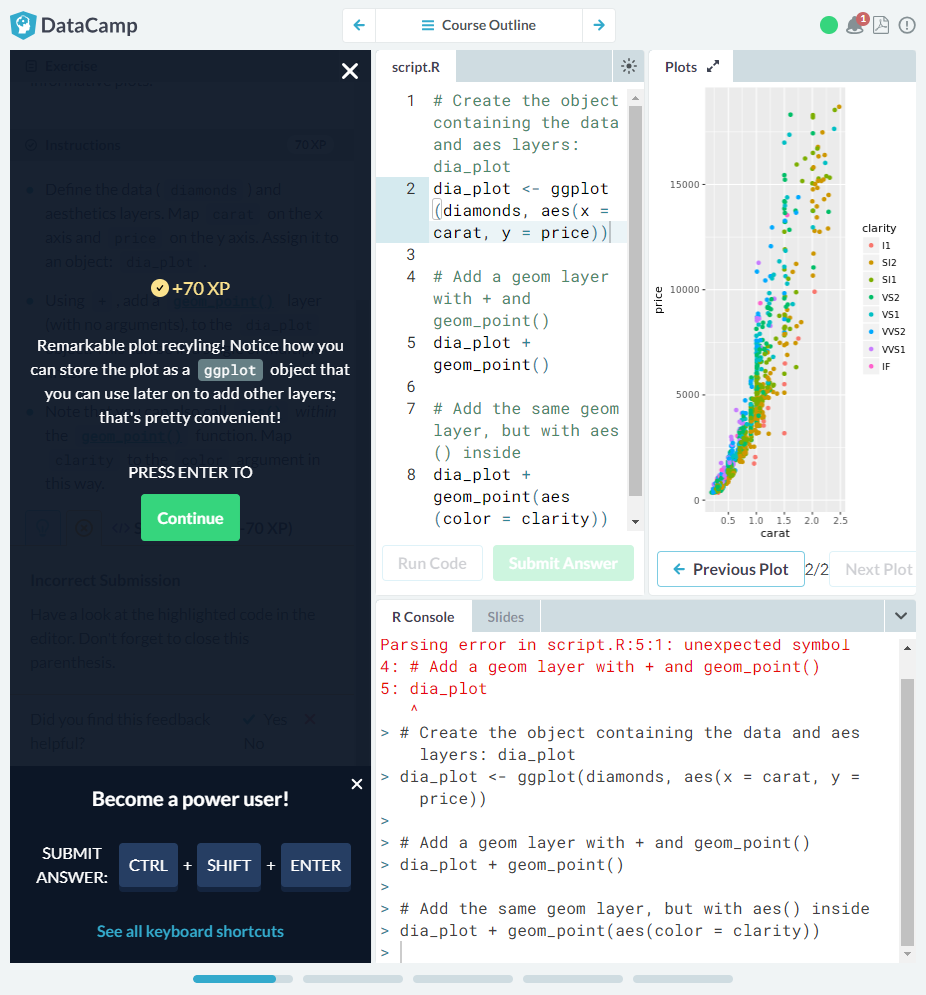 DataCamp
Course Outline
1
Exercise
informative plots.
Instructions
70 XP
Define the data ( diamonds ) and
aesthetics layers. Map carat on the x
axis and price on the y axis. Assign it to
an object: dia_plot .
Using + , add a geom_point() layer
(with no arguments), to the dia_plot
+70 XP
Remarkable plot recyling! Notice how you
can store the plot as a ggplot object that
you can use later on to add other layers;
that's pretty convenient!
PRESS ENTER TO
Continue
Note
within
the geom_point() function. Map
clarity to the color argument in
this way.
-70 XP)
Incorrect Submission
Have a look at the highlighted code in the
editor. Don't forget to close this
parenthesis.
Did you find this feedback
helpful?
Yes
No
Become a power user!
SUBMIT
ANSWER:
CTRL + SHIFT + ENTER
See all keyboard shortcuts
script.R
1 # Create the object
containing the data
and aes layers:
dia_plot
2 dia_plot <- ggplot
(diamonds, aes(x =
carat, y = price))
3
4 # Add a geom layer
with + and
geom_point()
5 dia_plot +
geom_point()
6
7 # Add the same geom
layer, but with aes
() inside
8 dia_plot +
geom_point(aes
(color = clarity))
Run Code
Submit Answer
Plots
15000
10000
5000
0
price
0.5 1.0 1.5 2.0 2.5
carat
clarity
I1
SI2
SI1
VS2
VS1
VVS2
VVS1
IF
Previous Plot
2/2
Next Plot
R Console
Slides
Parsing error in script.R:5:1: unexpected symbol
4: # Add a geom layer with + and geom_point()
5: dia_plot
^
> # Create the object containing the data and aes
layers: dia_plot
> dia_plot <- ggplot(diamonds, aes(x = carat, y =
price))
>
> # Add a geom layer with + and geom_point()
> dia_plot + geom_point()
>
> # Add the same geom layer, but with aes() inside
> dia_plot + geom_point(aes(color = clarity))
>